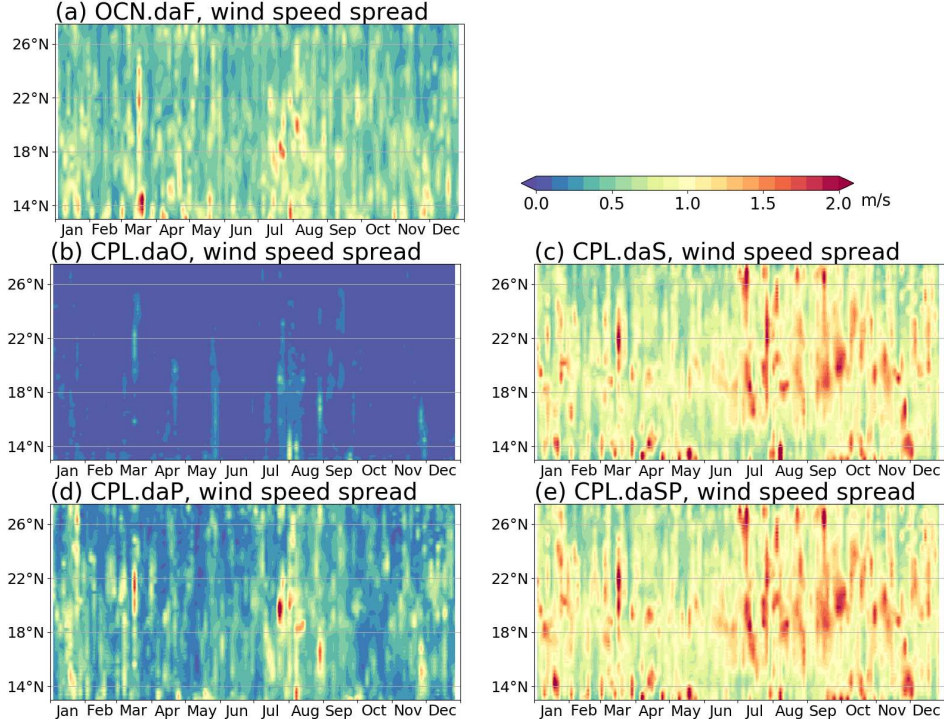 (a) OCN.daF, wind speed spread
26°N
22°N
18°N
14°N
Jan Feb Mar Apr May Jun Jul Aug Sep Oct Nov Dec
0.0 0.5 1.0 1.5 2.0 m/s
(b) CPL.daO, wind speed spread
26°N
22°N
18°N
14°N
Jan Feb Mar Apr May Jun Jul Aug Sep Oct Nov Dec
(c) CPL.daS, wind speed spread
26°N
22°N
18°N
14°N
Jan Feb Mar Apr May Jun Jul Aug Sep Oct Nov Dec
(d) CPL.daP, wind speed spread
26°N
22°N
18°N
14°N
Jan Feb Mar Apr May Jun Jul Aug Sep Oct Nov Dec
(e) CPL.daSP, wind speed spread
26°N
22°N
18°N
14°N
Jan Feb Mar Apr May Jun Jul Aug Sep Oct Nov Dec